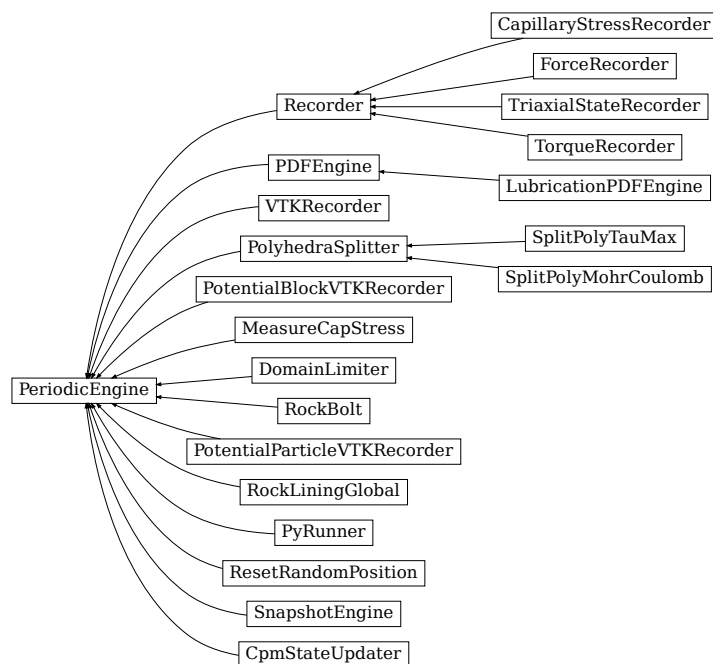 CapillaryStressRecorder
ForceRecorder
Recorder
TriaxialStateRecorder
TorqueRecorder
PDFEngine
LubricationPDFEngine
VTKRecorder
SplitPolyTauMax
PolyhedraSplitter
SplitPolyMohrCoulomb
PotentialBlockVTKRecorder
MeasureCapStress
DomainLimiter
PeriodicEngine
RockBolt
PotentialParticleVTKRecorder
RockLiningGlobal
PyRunner
ResetRandomPosition
SnapshotEngine
CpmStateUpdater